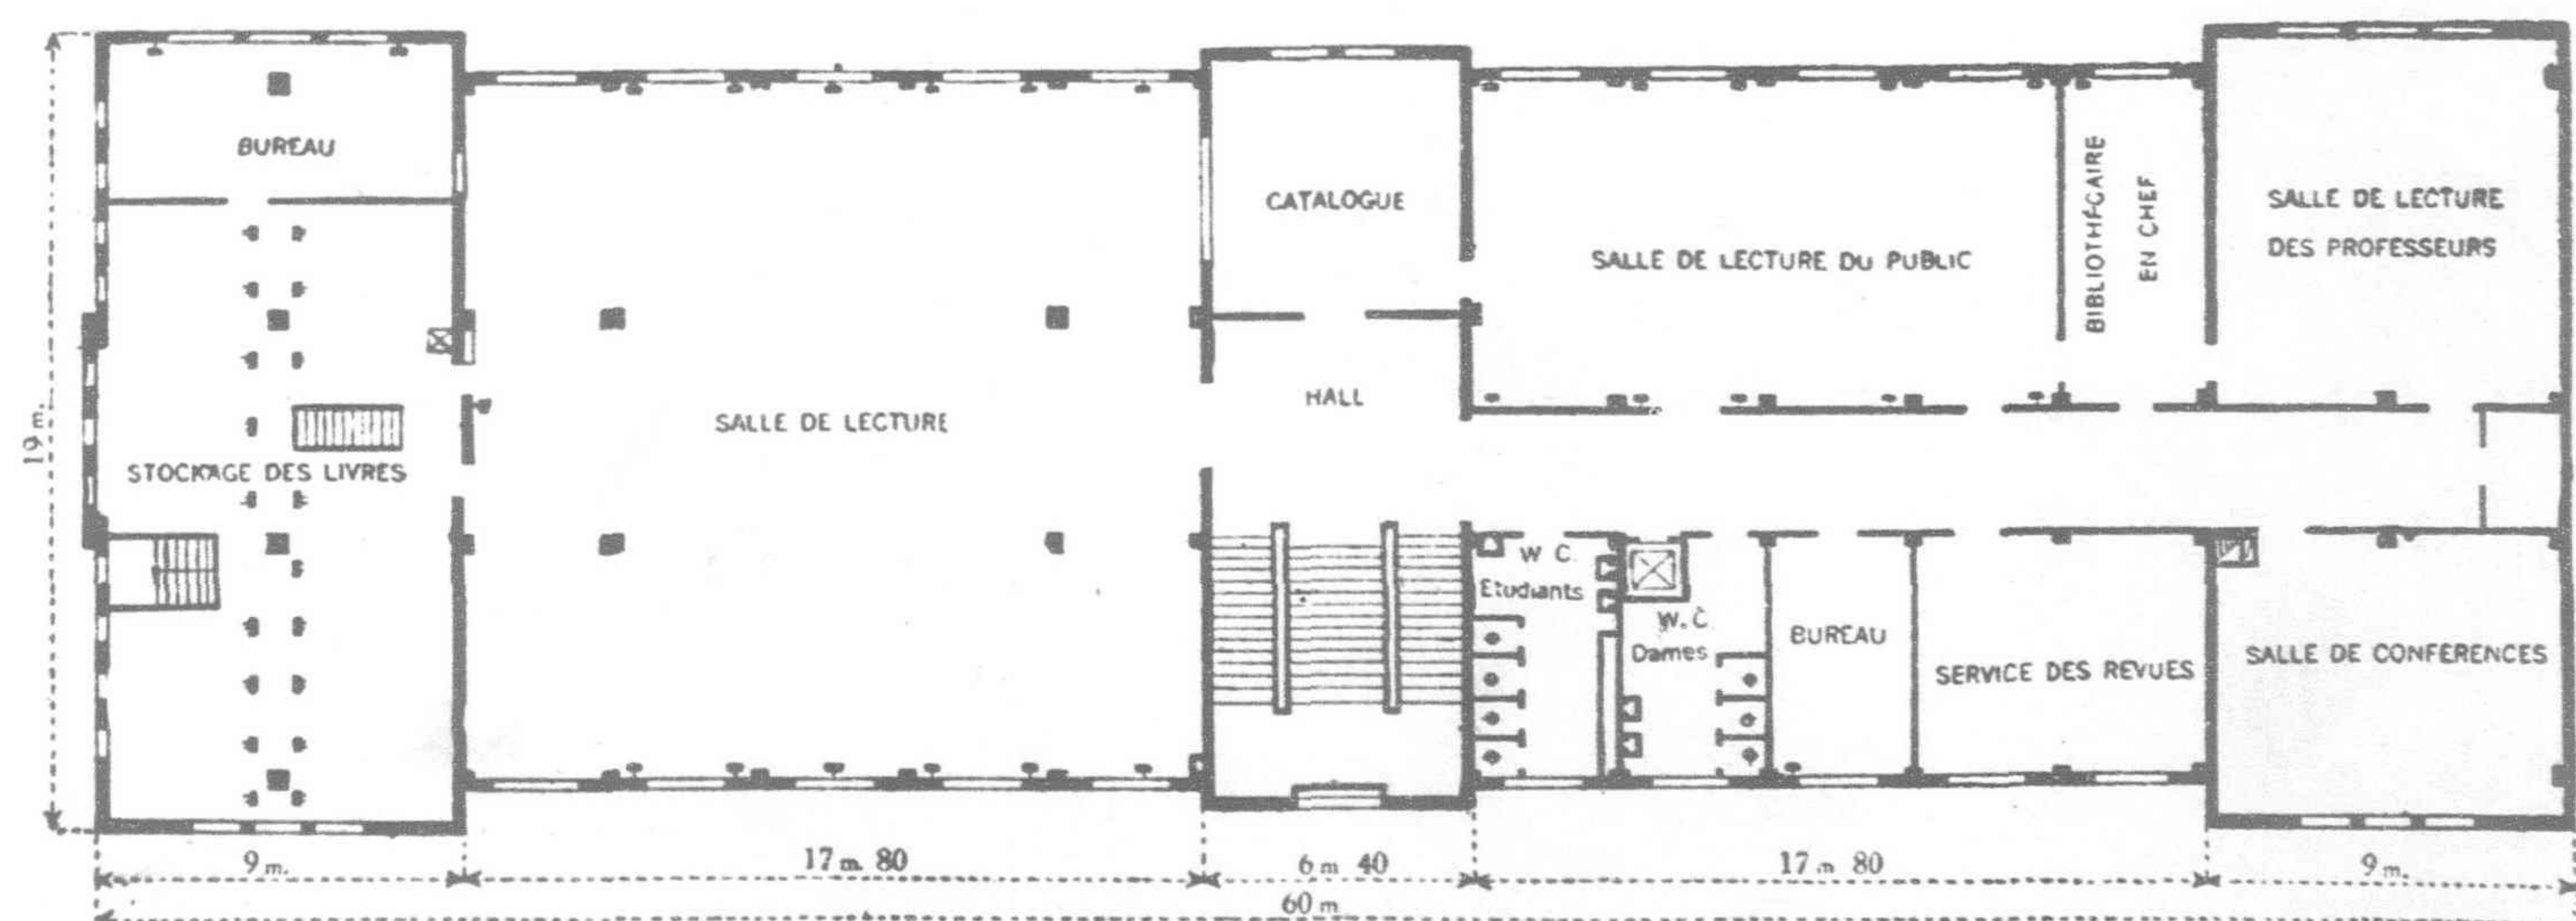 BUREAU
STOCKAGE DES LIVRES
SALLE DE LECTURE
CATALOGUE
HALL
SALLE DE LECTURE DU PUBLIC
BIBLIOTHÉCAIRE
EN CHEF
SALLE DE LECTURE
DES PROFESSEURS
W C.
Etudiants
W.C.
Dames
BUREAU
SERVICE DES REVUES
SALLE DE CONFERENCES
19 m.
9 m.
17 m. 80
6 m 40
17 m 80
9 m.
60 m